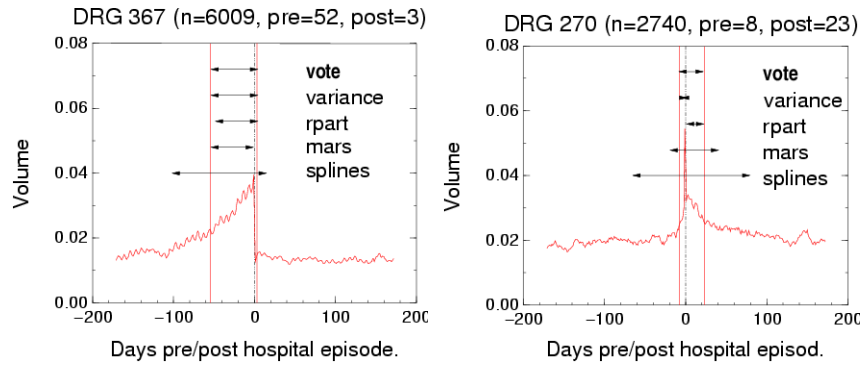 DRG 367 (n=6009, pre=52, post=3)
0.08
0.06
0.04
0.02
0.00
Volume
vote
variance
rpart
mars
splines
−200
−100
0
100
200
Days pre/post hospital episode.
DRG 270 (n=2740, pre=8, post=23)
0.08
0.06
0.04
0.02
0.00
Volume
vote
variance
rpart
mars
splines
−200
−100
0
100
200
Days pre/post hospital episod.